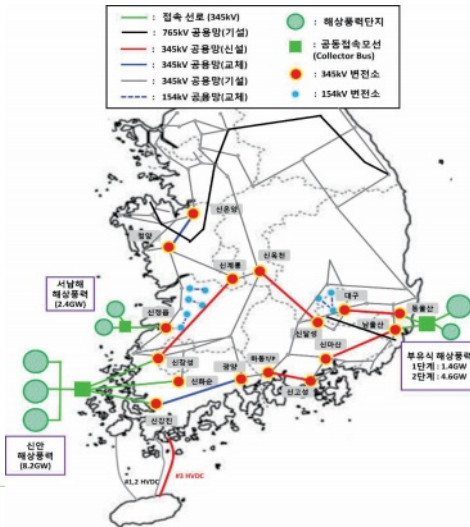 : 접속 선로(345kV)
: 765kV 공용망(기설)
: 345kV 공용망(신설)
: 345kV 공용망(교체)
: 345kV 공용망(기설)
: 154kV 공용망(교체)
: 해상풍력단지
: 공동접속모선
(Collector Bus)
: 345kV 변전소
: 154kV 변전소
신온양
청양
신계룡
신옥천
서남해
해상풍력
(2.4GW)
신정읍
대구
동울산
신달성
남울산
신장성
신마산
광양
하동T/P
신화순
신고성
신강진
부유식 해상풍력
1단계 : 1.4GW
2단계 : 4.6GW
신안
해상풍력
(8.2GW)
#1,2 HVDC
#3 HVDC